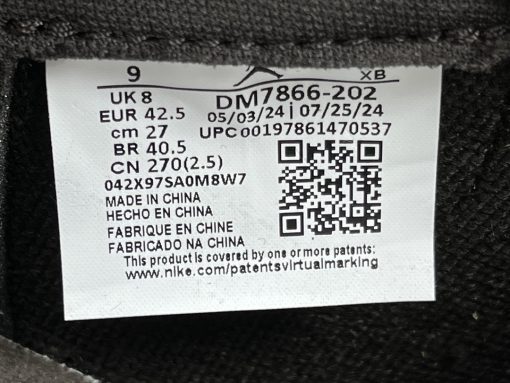 9 XB
UK 8 DM7866-202
EUR 42.5 05/03/24 | 07/25/24
cm 27 UPC 00197861470537
BR 40.5
CN 270(2.5)
042X97SA0M8W7
MADE IN CHINA
HECHO EN CHINA
FABRIQUE EN CHINE
FABRICADO NA CHINA
This product is covered by one or more patents:
www.nike.com/patentsvirtualmarking